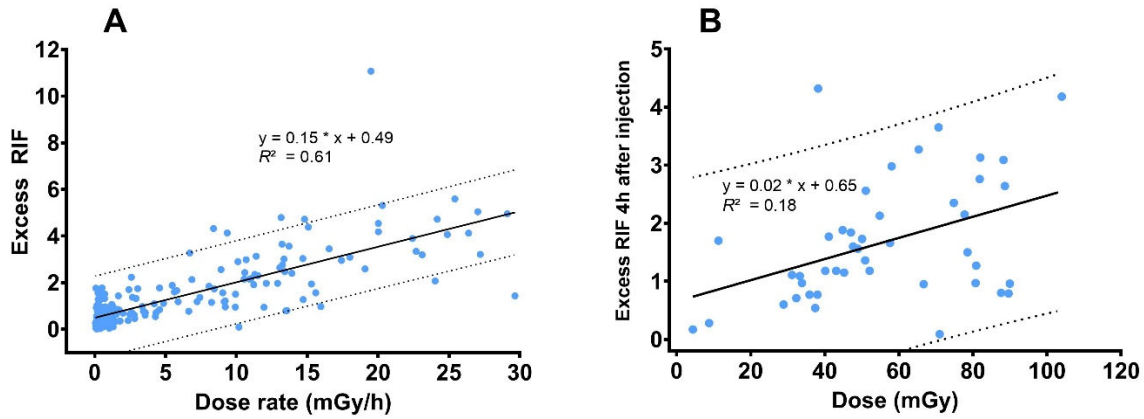 A
Excess RIF
12
10
8
6
4
2
0
y = 0.15 * x + 0.49
R² = 0.61
0 5 10 15 20 25 30
Dose rate (mGy/h)
B
Excess RIF 4h after injection
5
4
3
2
1
0
y = 0.02 * x + 0.65
R² = 0.18
0 20 40 60 80 100 120
Dose (mGy)